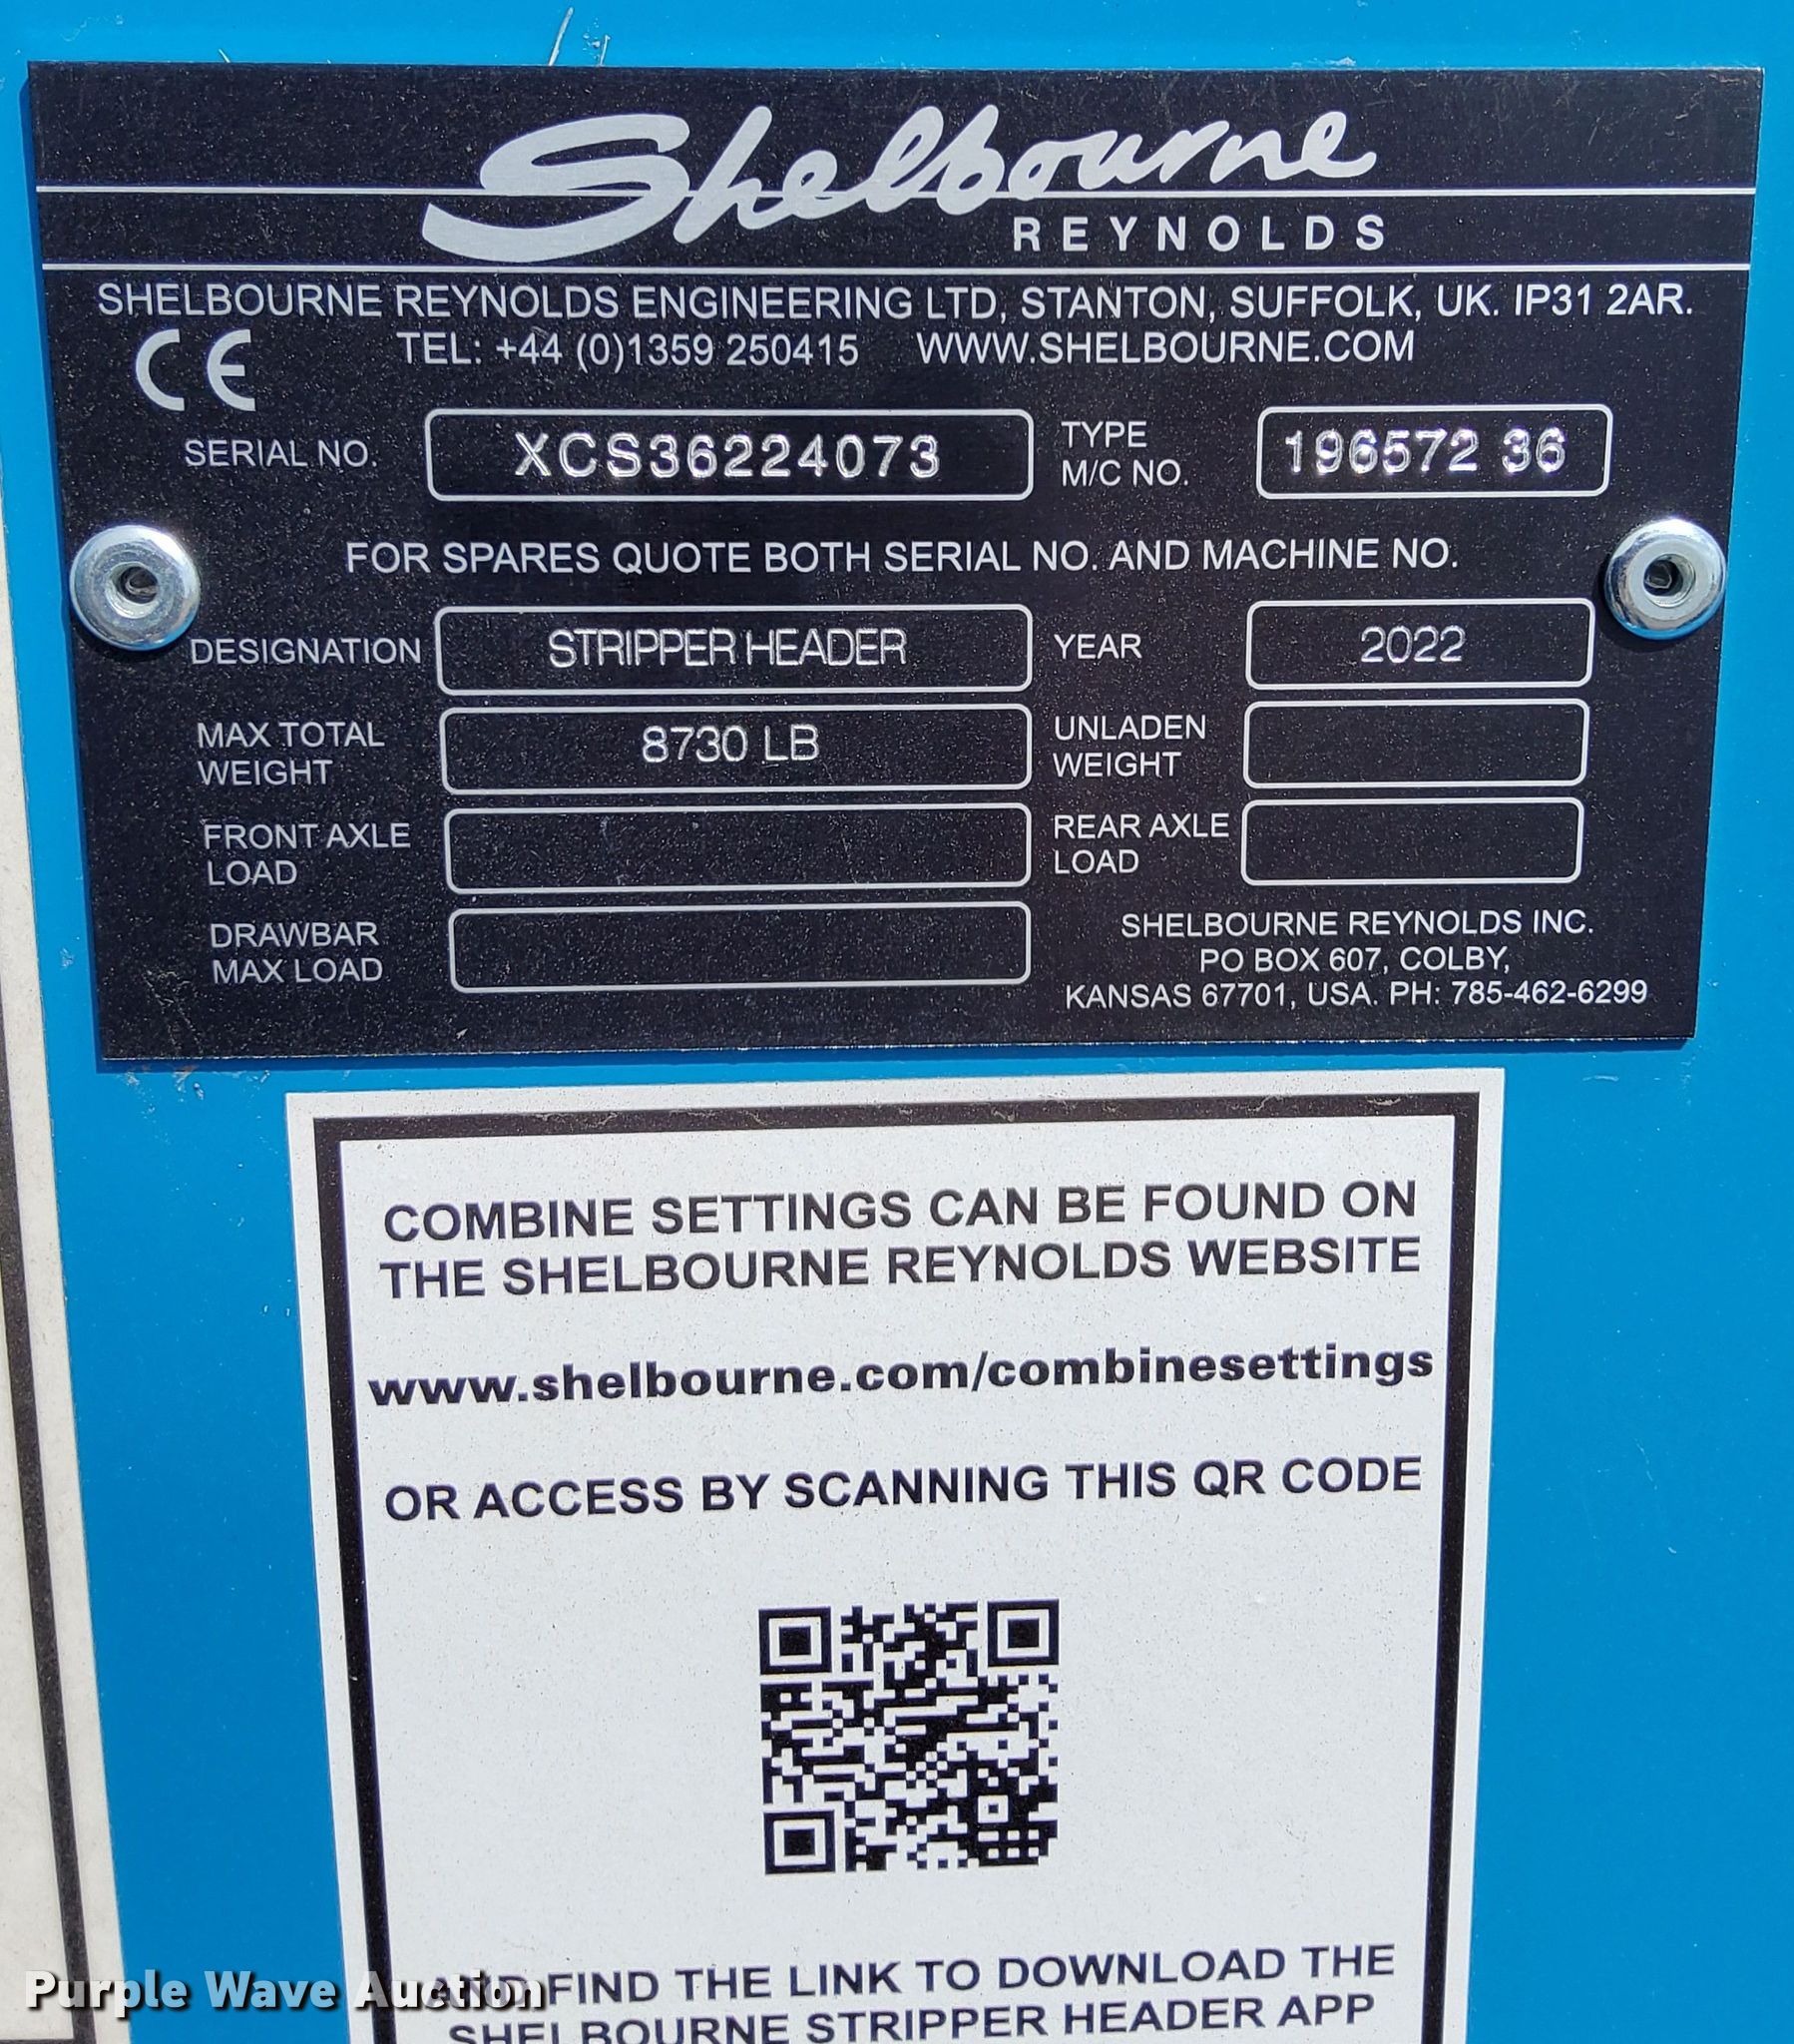 Shelbourne
REYNOLDS
SHELBOURNE REYNOLDS ENGINEERING LTD, STANTON, SUFFOLK, UK. IP31 2AR.
CE TEL: +44 (0)1359 250415 WWW.SHELBOURNE.COM
SERIAL NO. XCS36224073 TYPE M/C NO. 196572 36
FOR SPARES QUOTE BOTH SERIAL NO. AND MACHINE NO.
DESIGNATION STRIPPER HEADER YEAR 2022
MAX TOTAL WEIGHT 8730 LB UNLADEN WEIGHT
FRONT AXLE LOAD REAR AXLE LOAD
DRAWBAR MAX LOAD
SHELBOURNE REYNOLDS INC.
PO BOX 607, COLBY,
KANSAS 67701, USA. PH: 785-462-6299
COMBINE SETTINGS CAN BE FOUND ON
THE SHELBOURNE REYNOLDS WEBSITE
www.shelbourne.com/combinesettings
OR ACCESS BY SCANNING THIS QR CODE
AND FIND THE LINK TO DOWNLOAD THE
SHELBOURNE STRIPPER HEADER APP
Purple Wave Auction